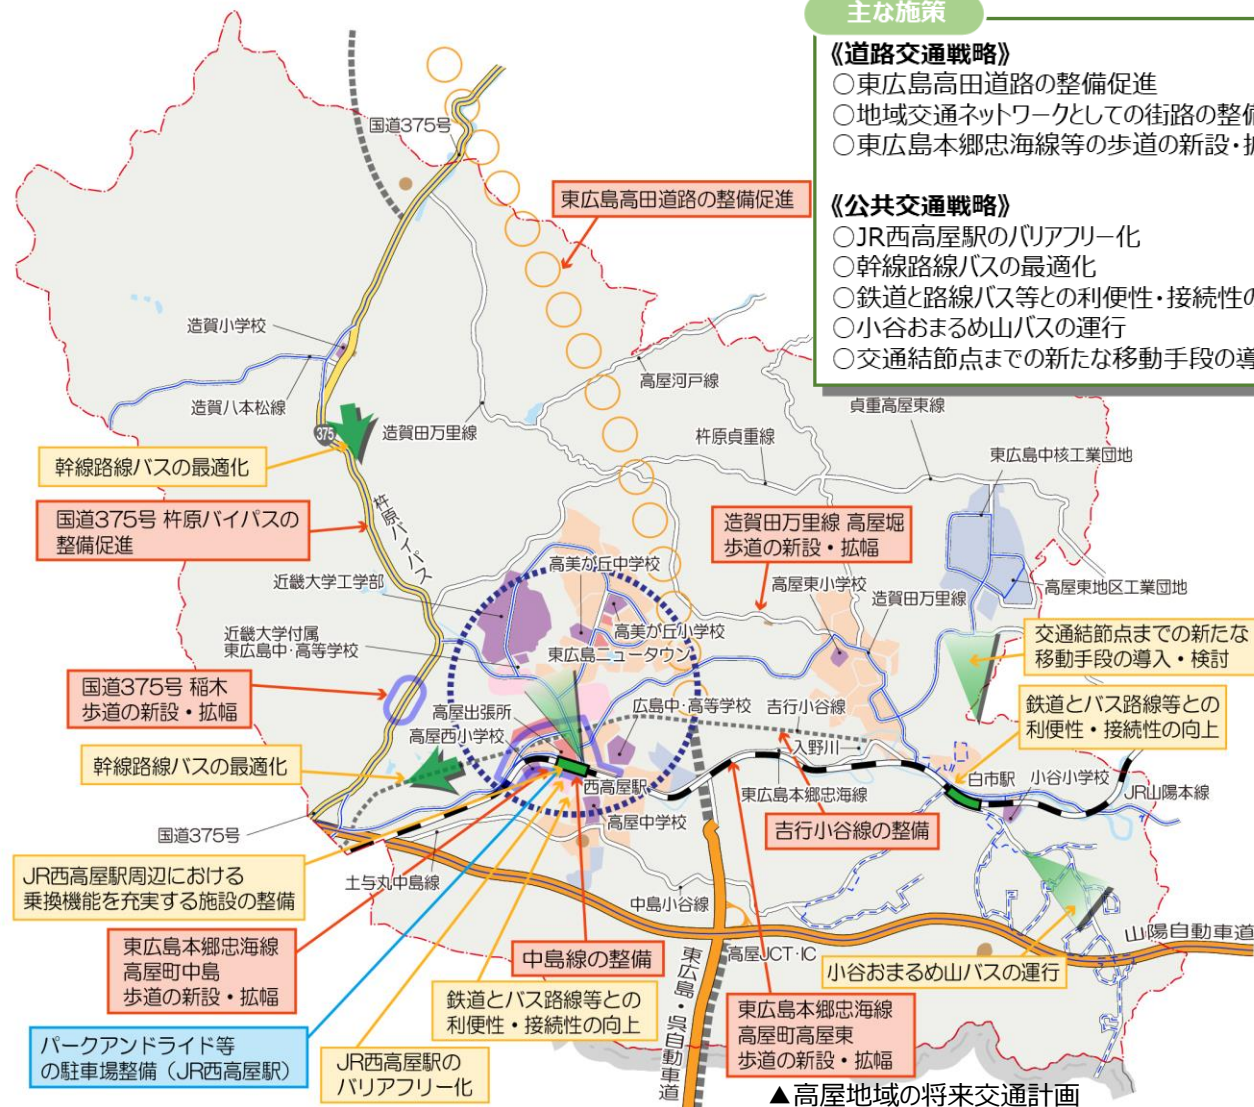 主な施策
《道路交通戦略》
○東広島高田道路の整備促進
○地域交通ネットワークとしての街路の整備
○東広島本郷忠海線等の歩道の新設・拡
《公共交通戦略》
○JR西高屋駅のバリアフリー化
○幹線路線バスの最適化
○鉄道と路線バス等との利便性・接続性の
○小谷おまるめ山バスの運行
○交通結節点までの新たな移動手段の導
国道375号
東広島高田道路の整備促進
造賀小学校
造賀八本松線
造賀田万里線
高屋河戸線
貞重高屋東線
杵原貞重線
東広島中核工業団地
375
幹線路線バスの最適化
国道375号 杵原バイパスの
整備促進
杵原バイパス
造賀田万里線 高屋堀
歩道の新設・拡幅
高美が丘中学校
近畿大学工学部
高屋東小学校
造賀田万里線
高屋東地区工業団地
高美が丘小学校
東広島ニュータウン
近畿大学付属
東広島中・高等学校
交通結節点までの新たな
移動手段の導入・検討
国道375号 稲木
歩道の新設・拡幅
高屋出張所
高屋西小学校
広島中・高等学校
吉行小谷線
鉄道とバス路線等との
利便性・接続性の向上
入野川
幹線路線バスの最適化
西高屋駅
東広島本郷忠海線
白市駅
小谷小学校
JR山陽本線
国道375号
高屋中学校
吉行小谷線の整備
JR西高屋駅周辺における
乗換機能を充実する施設の整備
土与丸中島線
中島小谷線
山陽自動車道
東広島本郷忠海線
高屋町中島
歩道の新設・拡幅
中島線の整備
東広島・呉自動車道
高屋JCT・IC
小谷おまるめ山バスの運行
鉄道とバス路線等との
利便性・接続性の向上
東広島本郷忠海線
高屋町高屋東
歩道の新設・拡幅
パークアンドライド等
の駐車場整備（JR西高屋駅）
JR西高屋駅の
バリアフリー化
▲高屋地域の将来交通計画